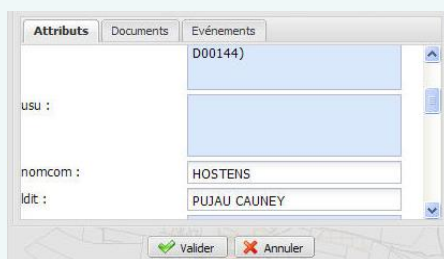 Attributs Documents Evénements
D00144)
usu :
nomcom : HOSTENS
ldit : PUJAU CAUNEY
Valider Annuler